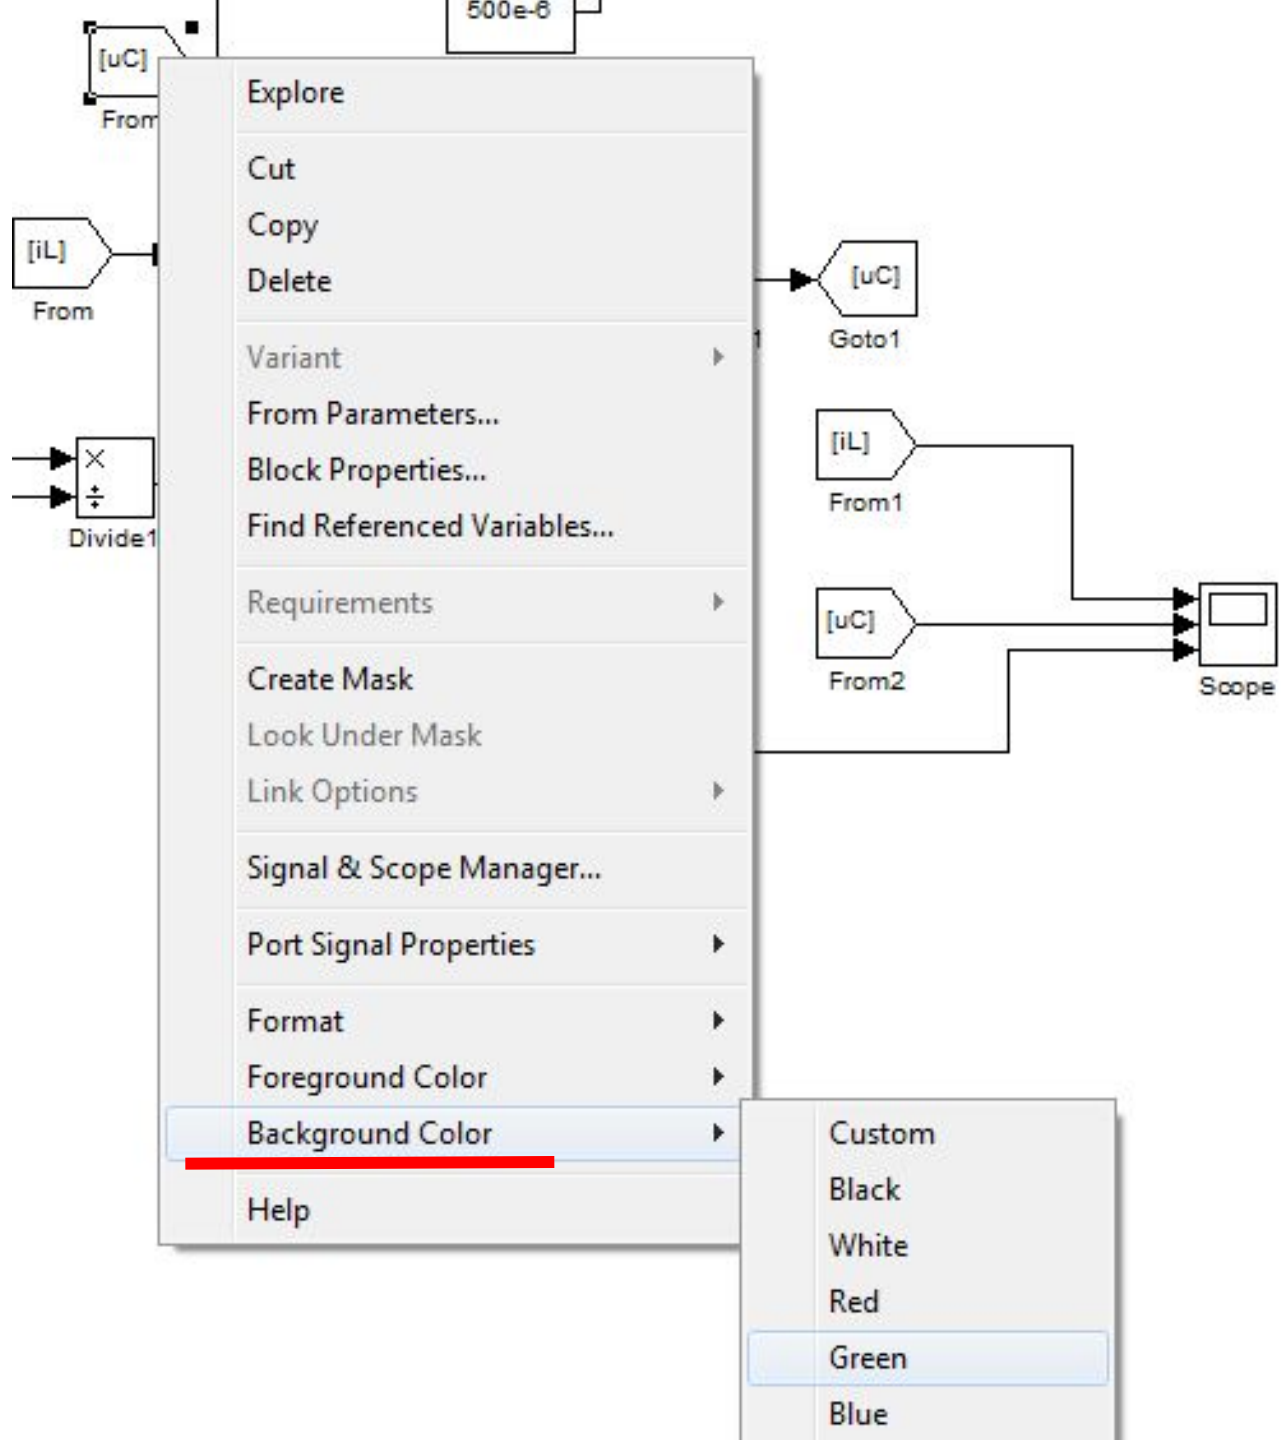 500e-6
[uC]
From
[iL]
From
×
÷
Divide1
Explore
Cut
Copy
Delete
Variant
From Parameters...
Block Properties...
Find Referenced Variables...
Requirements
Create Mask
Look Under Mask
Link Options
Signal & Scope Manager...
Port Signal Properties
Format
Foreground Color
Background Color
Help
Custom
Black
White
Red
Green
Blue
[uC]
Goto1
1
[iL]
From1
[uC]
From2
Scope